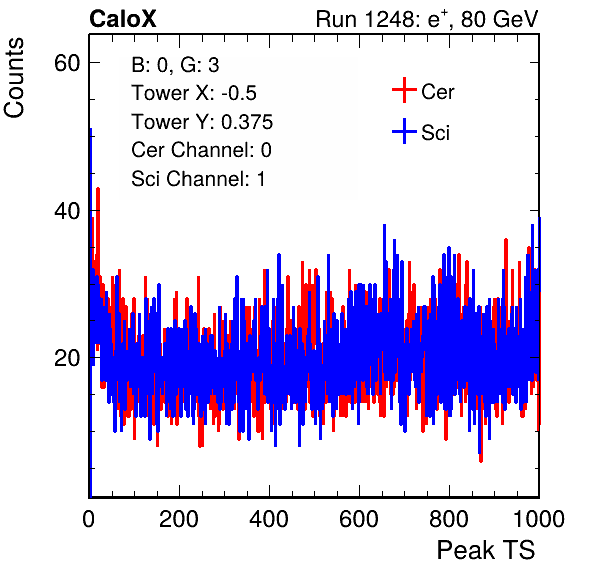 CaloX
Run 1248: e+, 80 GeV
Counts
60
40
20
B: 0, G: 3
Tower X: -0.5
Tower Y: 0.375
Cer Channel: 0
Sci Channel: 1
Cer
Sci
0 200 400 600 800 1000
Peak TS